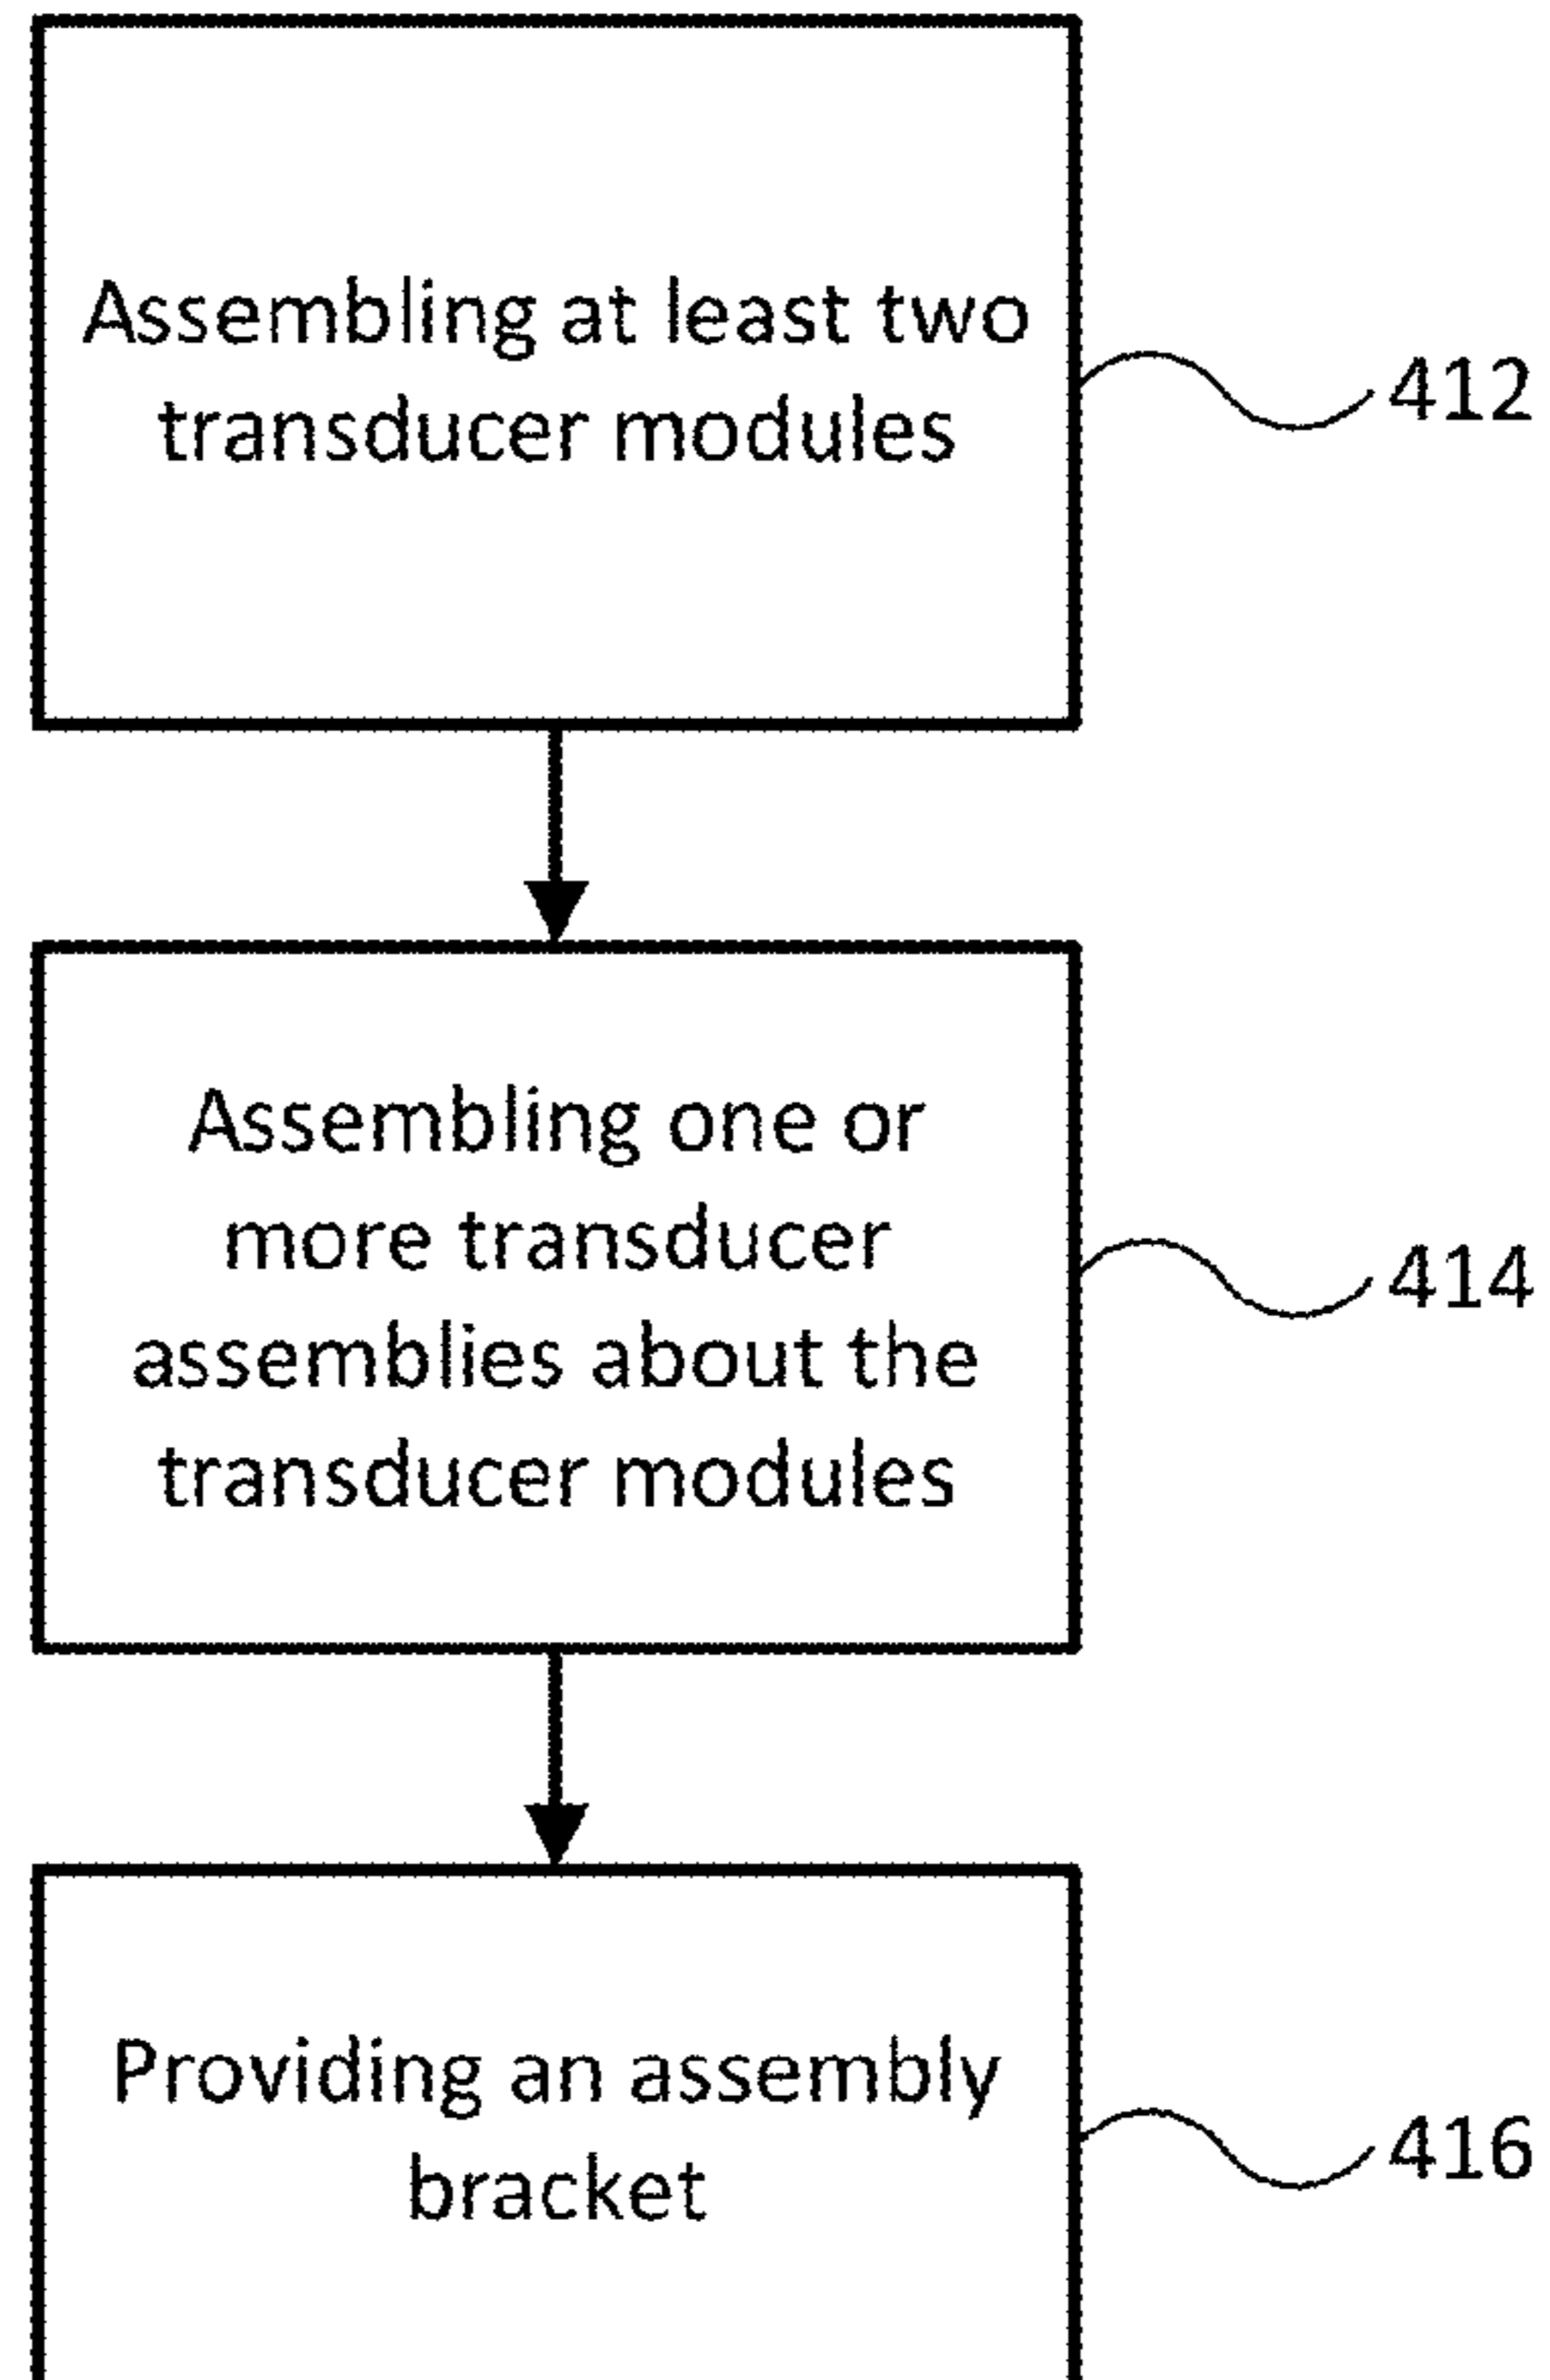 Assembling at least two
transducer modules
412
Assembling one or
more transducer
assemblies about the
transducer modules
414
Providing an assembly
bracket
416